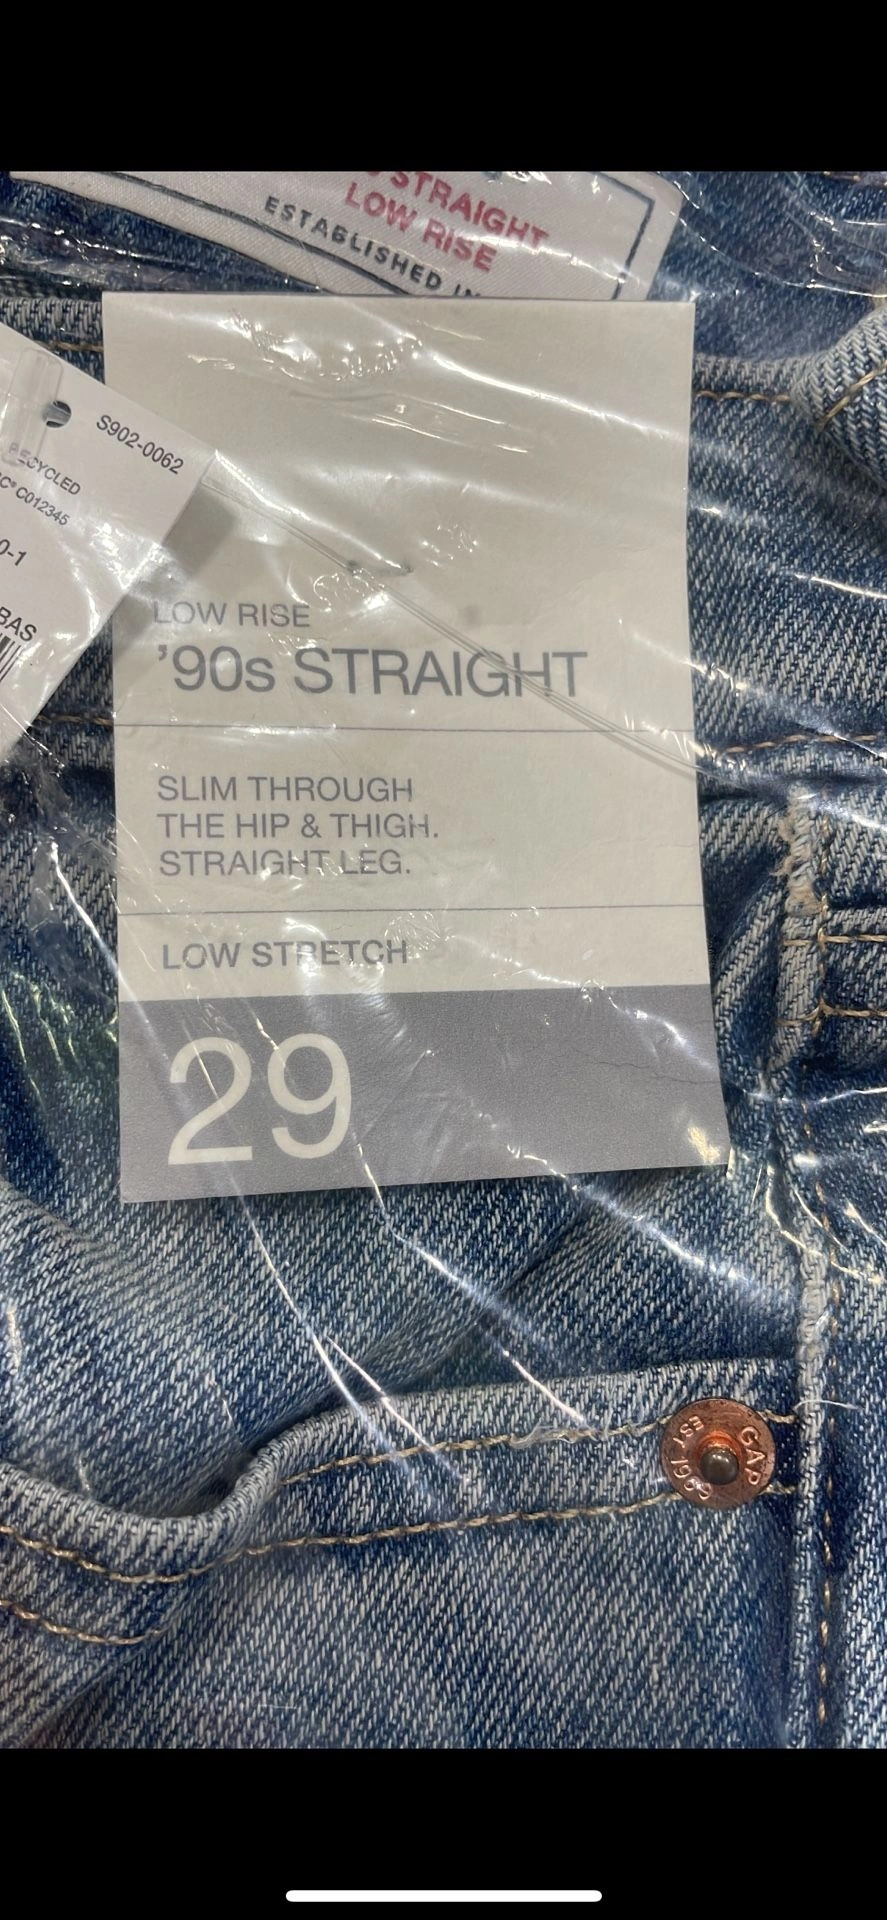 STRAIGHT
LOW RISE
ESTABLISHED
S902-0062
RECYCLED
C012345
0-1
BAS
LOW RISE
'90s STRAIGHT
SLIM THROUGH
THE HIP & THIGH.
STRAIGHT LEG.
LOW STRETCH
29
GAP
1969
EST